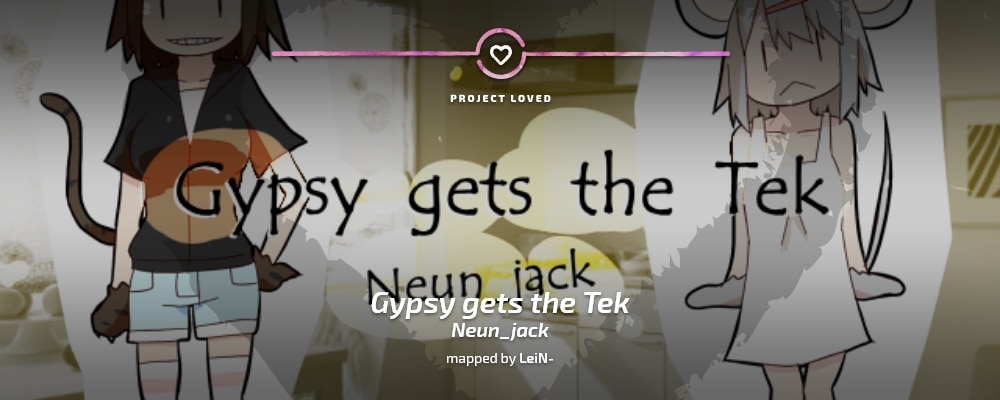 PROJECT LOVED
Gypsy gets the Tek
Neun_jack
Gypsy gets the Tek
Neun_jack
mapped by LeiN-